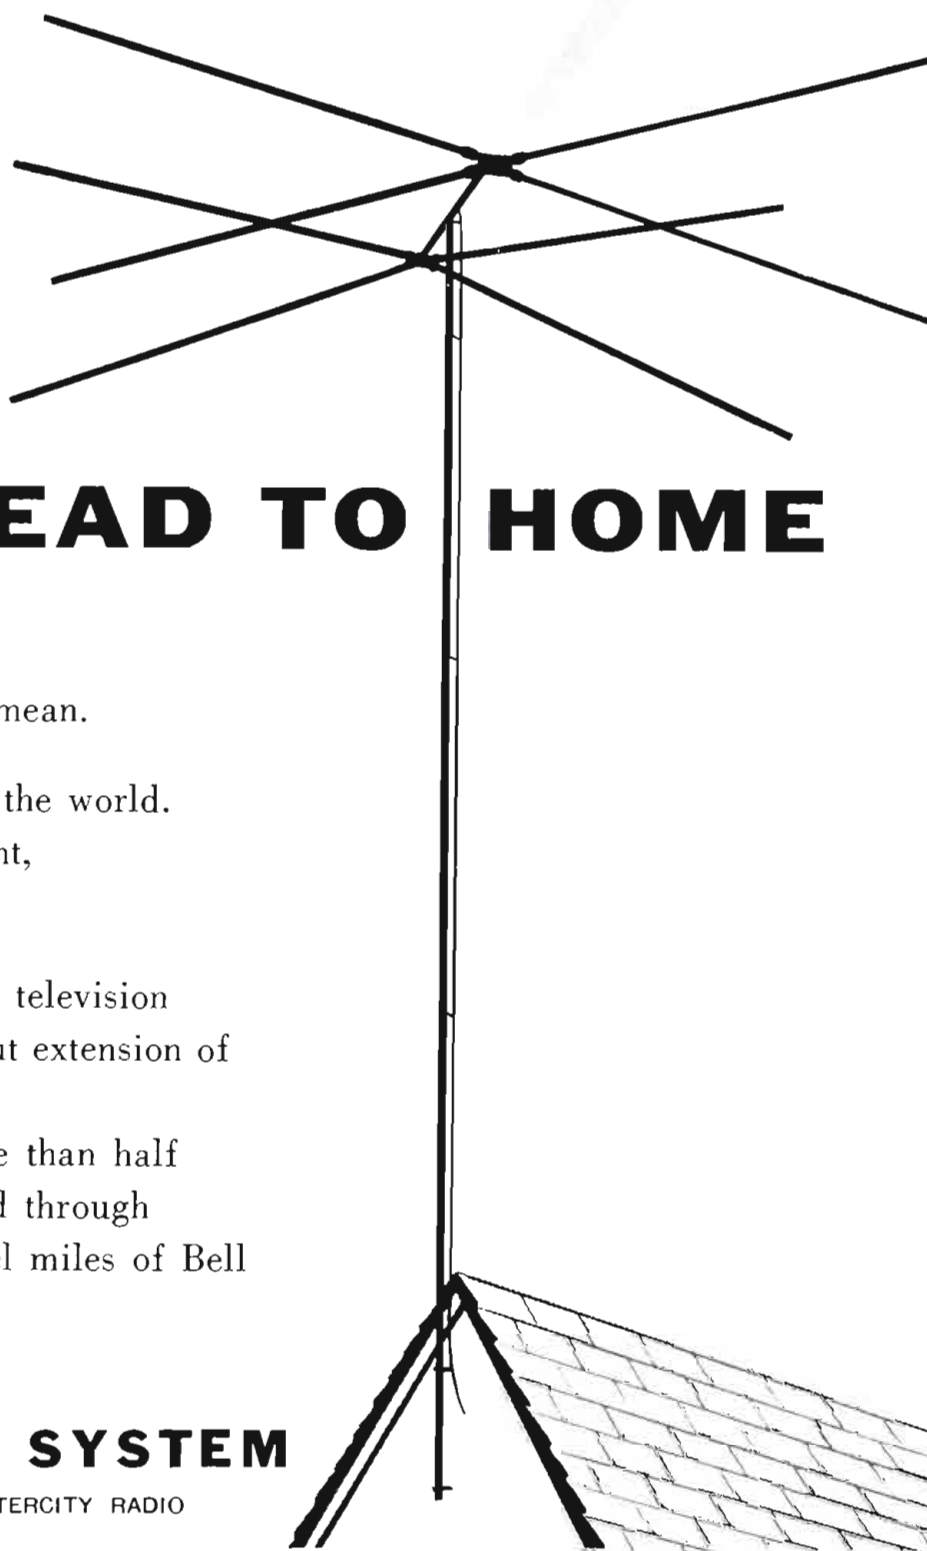 EAD TO HOME
mean.
the world.
nt,
television
ut extension of
e than half
d through
el miles of Bell
SYSTEM
TERCITY RADIO